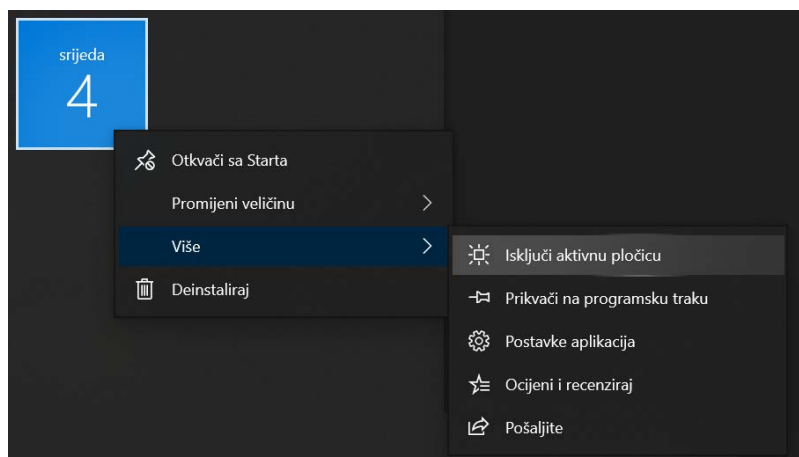 srijeda
4
Otkvači sa Starta
Promijeni veličinu
Više
Deinstaliraj
Isključi aktivnu pločicu
Prikvači na programsku traku
Postavke aplikacija
Ocijeni i recenziraj
Pošaljite